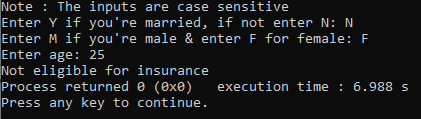 Note : The inputs are case sensitive
Enter Y if you're married, if not enter N: N
Enter M if you're male & enter F for female: F
Enter age: 25
Not eligible for insurance
Process returned 0 (0x0)   execution time : 6.988 s
Press any key to continue.